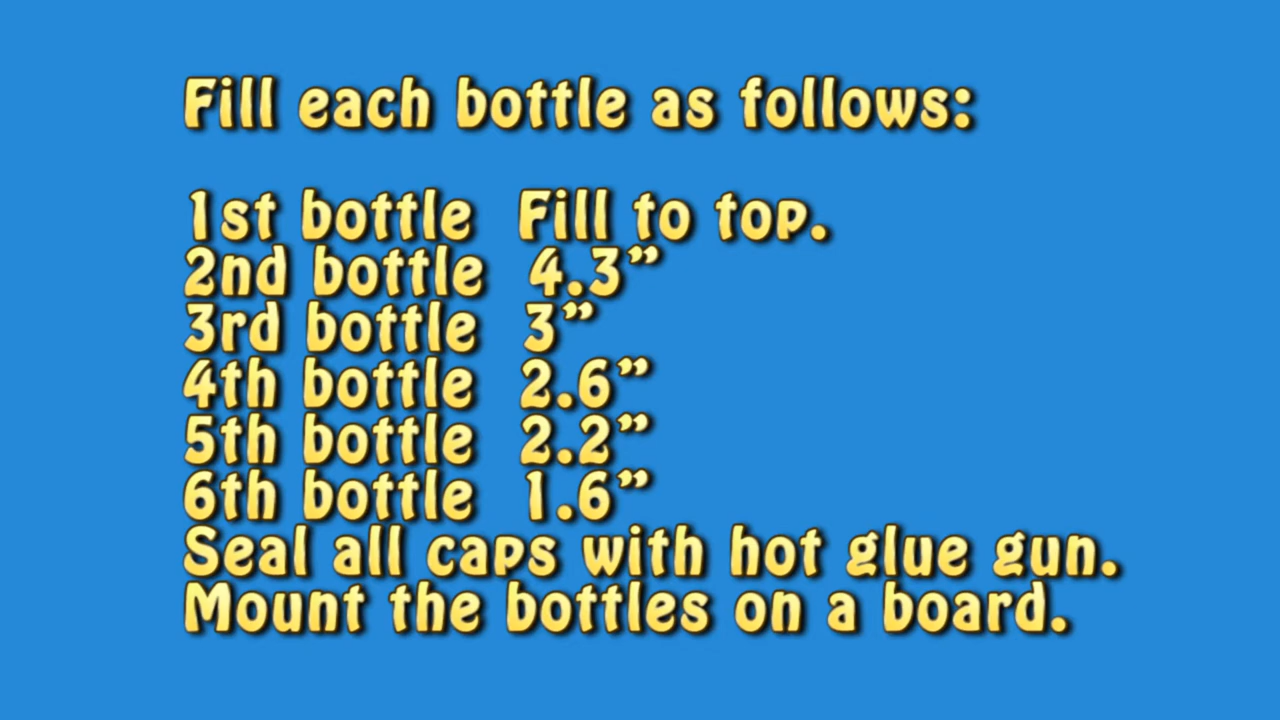 Fill each bottle as follows:
1st bottle Fill to top.
2nd bottle 4.3”
3rd bottle 3”
4th bottle 2.6”
5th bottle 2.2”
6th bottle 1.6”
Seal all caps with hot glue gun.
Mount the bottles on a board.